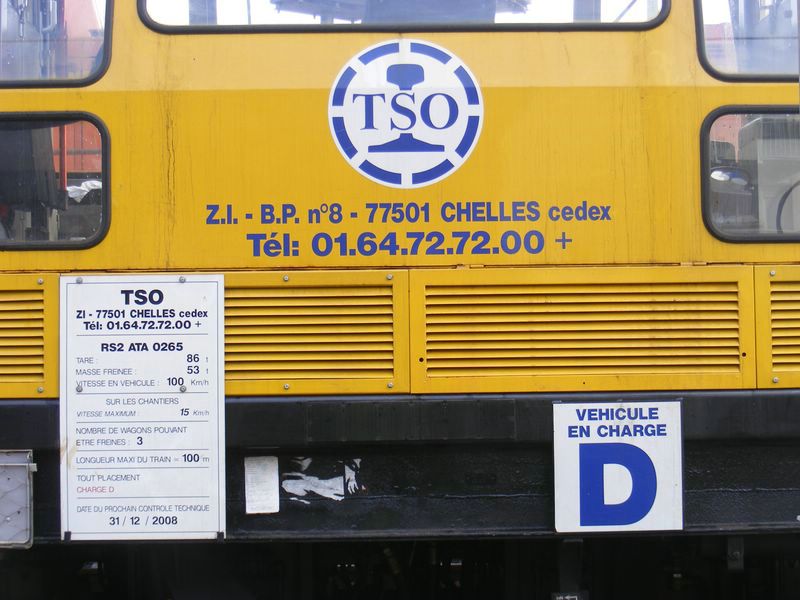 TSO
Z.I. - B.P. n°8 - 77501 CHELLES cedex
Tél: 01.64.72.72.00 +
TSO
ZI - 77501 CHELLES cedex
Tél: 01.64.72.72.00 +
RS2 ATA 0265
TARE : 86 t
MASSE FREINEE : 53 t
VITESSE EN VÉHICULE : 100 Km/h
SUR LES CHANTIERS
VITESSE MAXIMUM : 15 Km/h
NOMBRE DE WAGONS POUVANT
ETRE FREINES : 3
LONGUEUR MAXI DU TRAIN = 100 m
TOUT PLACEMENT
CHARGE D
DATE DU PROCHAIN CONTROLE TECHNIQUE
31 / 12 / 2008
VEHICULE
EN CHARGE
D